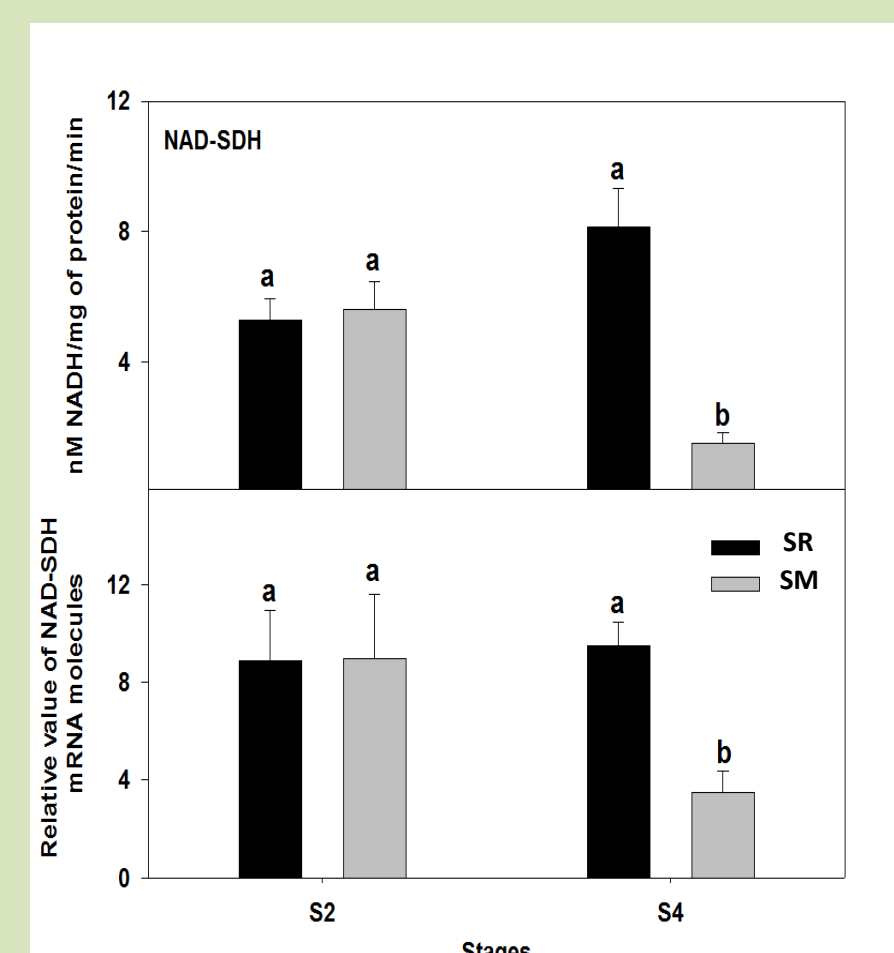 nM NADH/mg of protein/min
12
8
4
NAD-SDH
a
a
a
b
Relative value of NAD-SDH
mRNA molecules
12
8
4
0
SR
SM
a
a
a
b
S2
S4
Stages